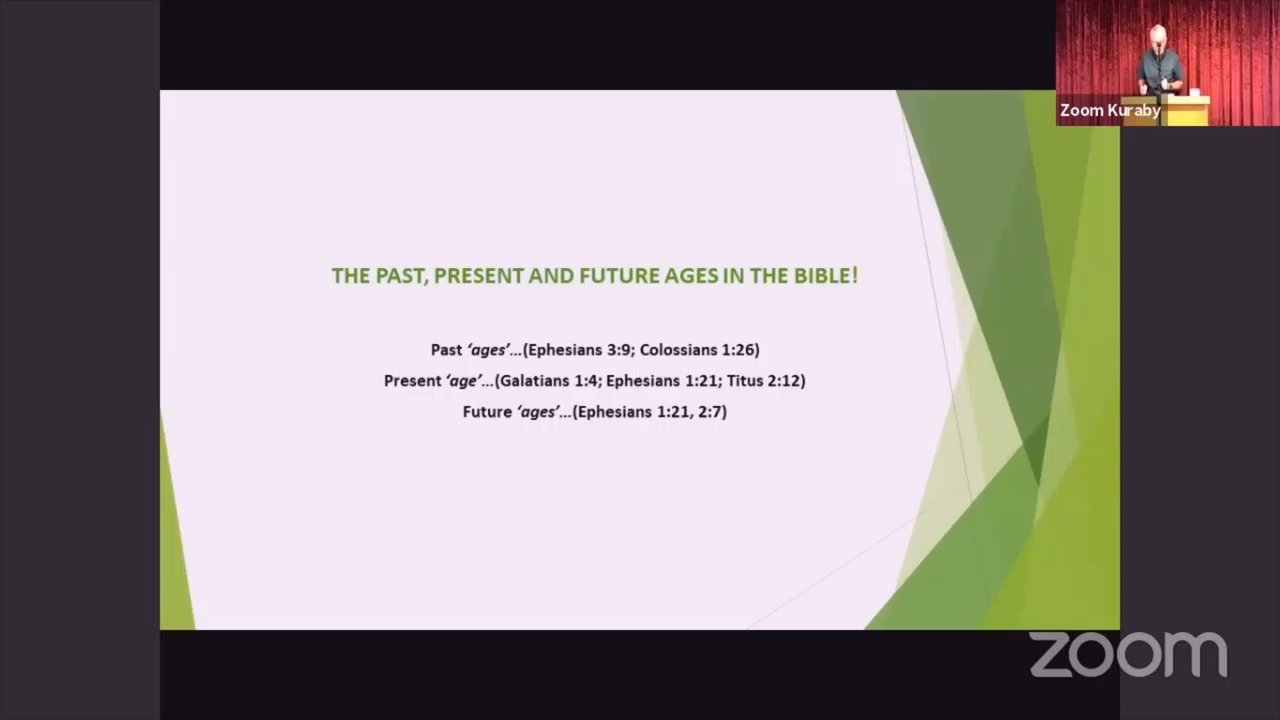 Zoom Kuraby
THE PAST, PRESENT AND FUTURE AGES IN THE BIBLE!
Past ‘ages’…(Ephesians 3:9; Colossians 1:26)
Present ‘age’…(Galatians 1:4; Ephesians 1:21; Titus 2:12)
Future ‘ages’…(Ephesians 1:21, 2:7)
zoom